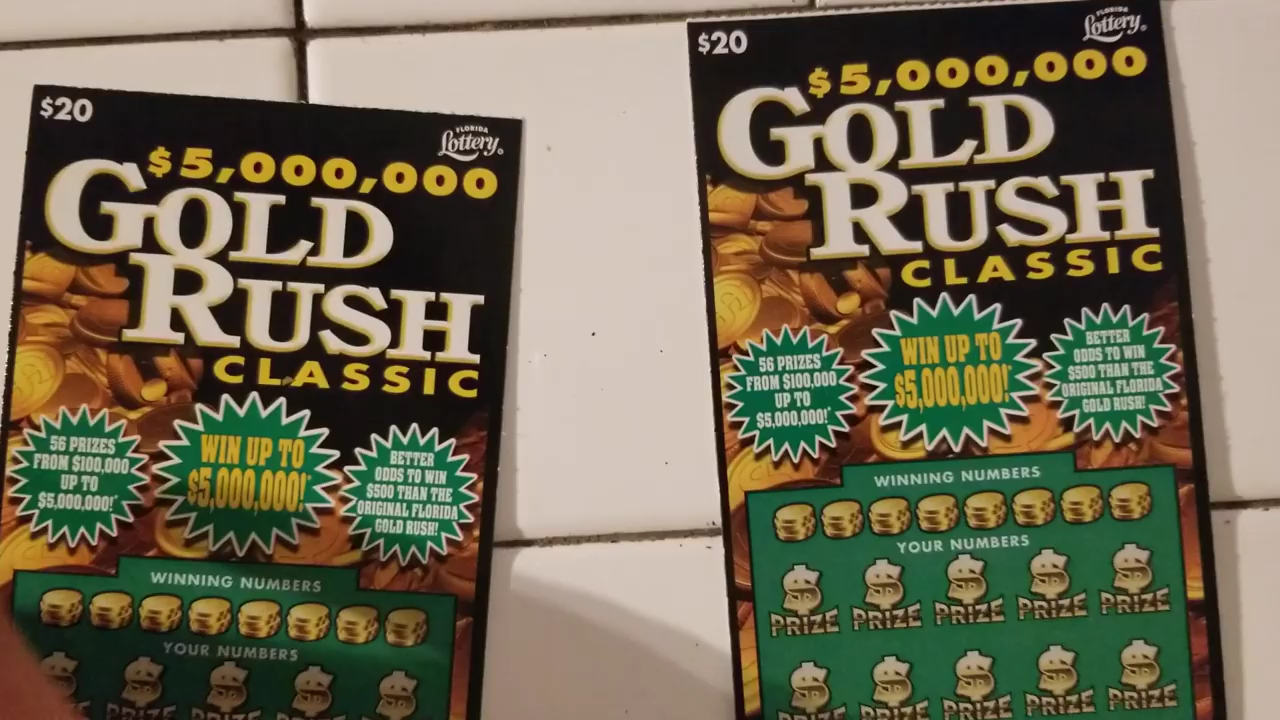 $20
FLORIDA
Lottery
$5,000,000
GOLD
RUSH
CLASSIC
56 PRIZES
FROM $100,000
UP TO
$5,000,000!*
WIN UP TO
$5,000,000!*
BETTER
ODDS TO WIN
$500 THAN THE
ORIGINAL FLORIDA
GOLD RUSH!
WINNING NUMBERS
YOUR NUMBERS
PRIZE PRIZE PRIZE PRIZE
$20
FLORIDA
Lottery
$5,000,000
GOLD
RUSH
CLASSIC
56 PRIZES
FROM $100,000
UP TO
$5,000,000!*
WIN UP TO
$5,000,000!*
BETTER
ODDS TO WIN
$500 THAN THE
ORIGINAL FLORIDA
GOLD RUSH!
WINNING NUMBERS
YOUR NUMBERS
PRIZE PRIZE PRIZE PRIZE PRIZE
PRIZE PRIZE PRIZE PRIZE PRIZE